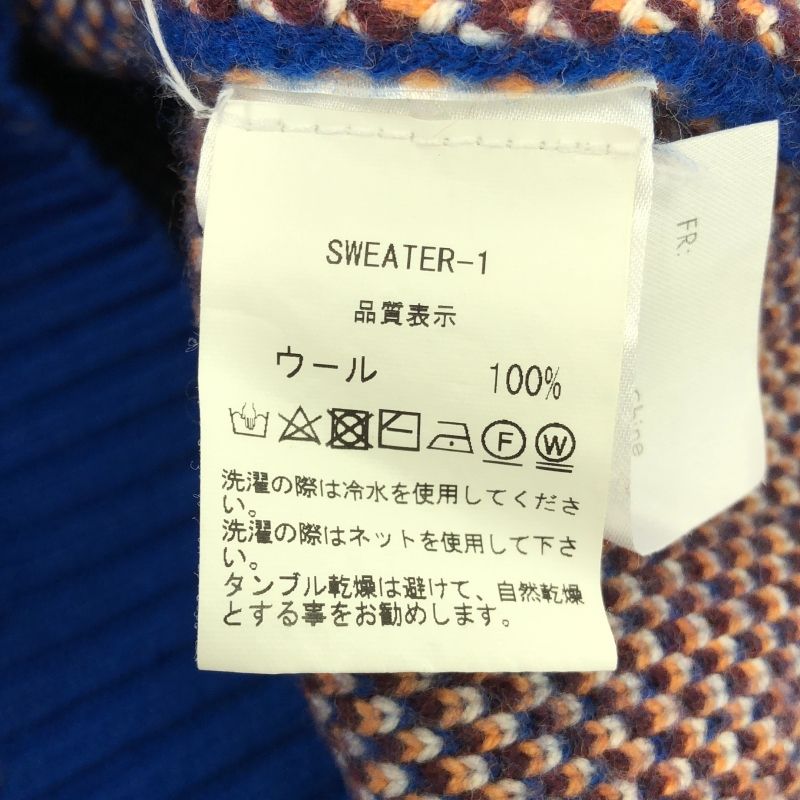 SWEATER-1
品質表示
ウール 100%
F W
洗濯の際は冷水を使用してくださ
い。
洗濯の際はネットを使用して下さ
い。
タンブル乾燥は避けて、自然乾燥
とする事をお勧めします。
FR: